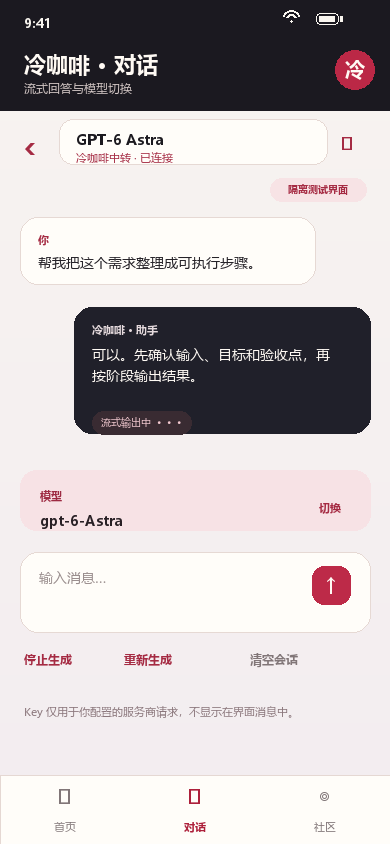 9:41
冷咖啡 • 对话
流式回答与模型切换
冷
GPT-6 Astra
冷咖啡中转 · 已连接
隔离测试界面
你
帮我把这个需求整理成可执行步骤。
冷咖啡 • 助手
可以。先确认输入、目标和验收点，再
按阶段输出结果。
流式输出中 • • •
模型
gpt-6-Astra
切换
输入消息...
停止生成
重新生成
清空会话
Key 仅用于你配置的服务商请求，不显示在界面消息中。
首页
对话
社区